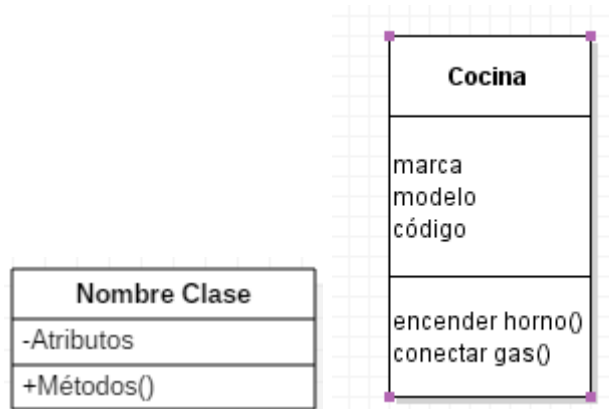 Nombre Clase
-Atributos
+Métodos()
Cocina
marca
modelo
código
encender horno()
conectar gas()